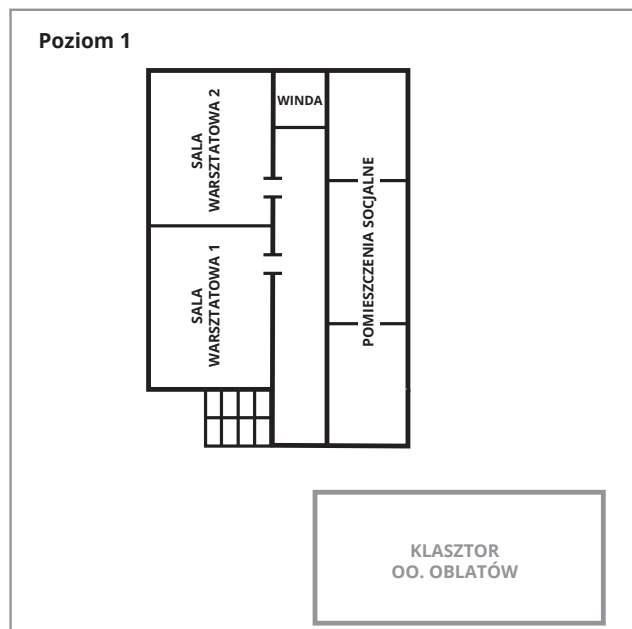 Poziom 1
WINDA
SALA
WARSZTATOWA 2
SALA
WARSZTATOWA 1
POMIESZCZENIA SOCJALNE
KLASZTOR
OO. OBLATÓW